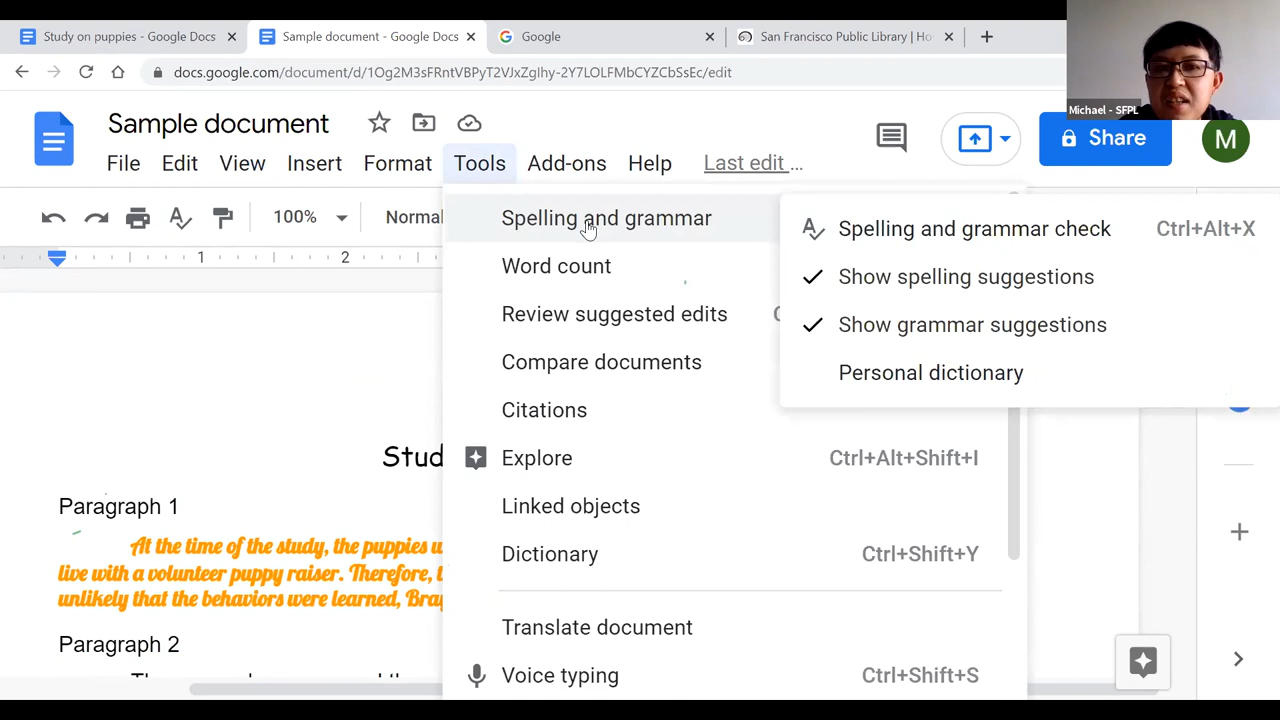 Study on puppies - Google Docs
Sample document - Google Docs
Google
San Francisco Public Library | Ho
docs.google.com/document/d/1Og2M3sFRntVBPyT2VJxZglhy-2Y7LOLFMbCYZCbSsEc/edit
Michael - SFPL
Sample document
Share
M
File Edit View Insert Format Tools Add-ons Help Last edit ...
100% Norma
Spelling and grammar
Word count
Review suggested edits
Compare documents
Citations
Explore Ctrl+Alt+Shift+I
Linked objects
Dictionary Ctrl+Shift+Y
Translate document
Voice typing Ctrl+Shift+S
Spelling and grammar check Ctrl+Alt+X
Show spelling suggestions
Show grammar suggestions
Personal dictionary
1 2
Stud
Paragraph 1
At the time of the study, the puppies w
live with a volunteer puppy raiser. Therefore, t
unlikely that the behaviors were learned, Bray
Paragraph 2